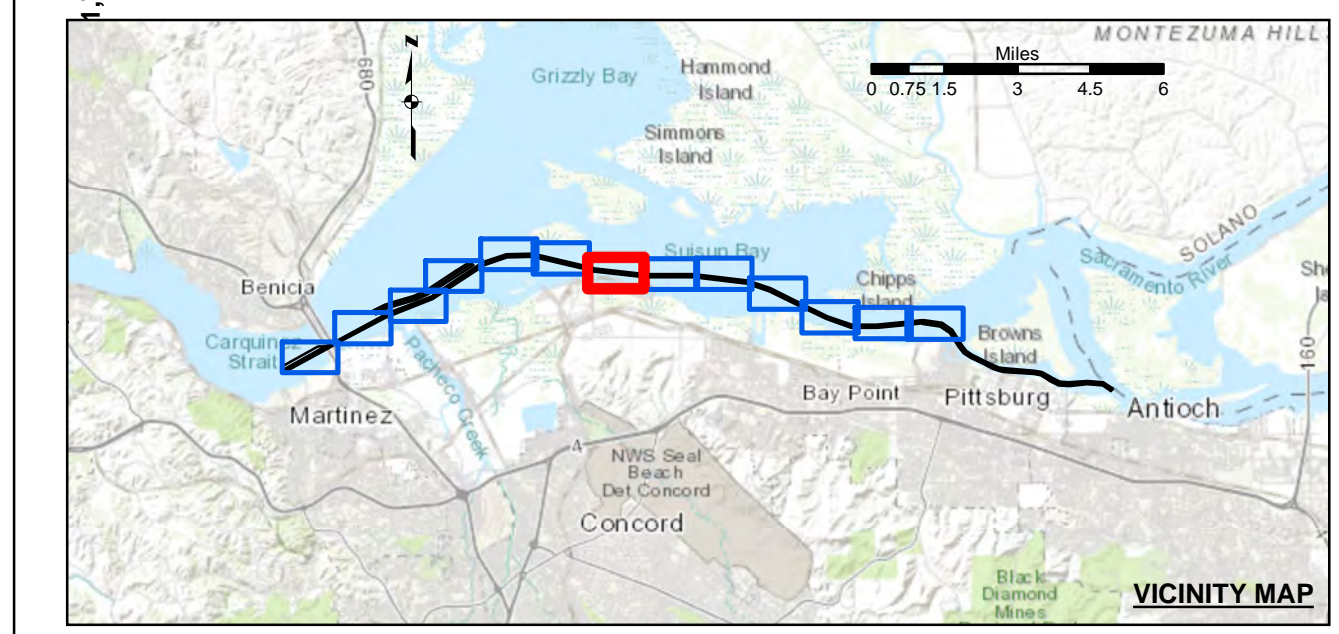 MONTEZUMA HILL
Miles
0 0.75 1.5 3 4.5 6
N
680
Grizzly Bay
Hammond
Island
Simmons
Island
SOLANO
Sacramento River
Suisun Bay
Benicia
Chipps
Island
Carquinez
Strait
Browns
Island
160
Pacheco Creek
Martinez
Bay Point
Pittsburg
Antioch
4
NWS Seal
Beach
Det Concord
Concord
Black
Diamond
Mines
VICINITY MAP